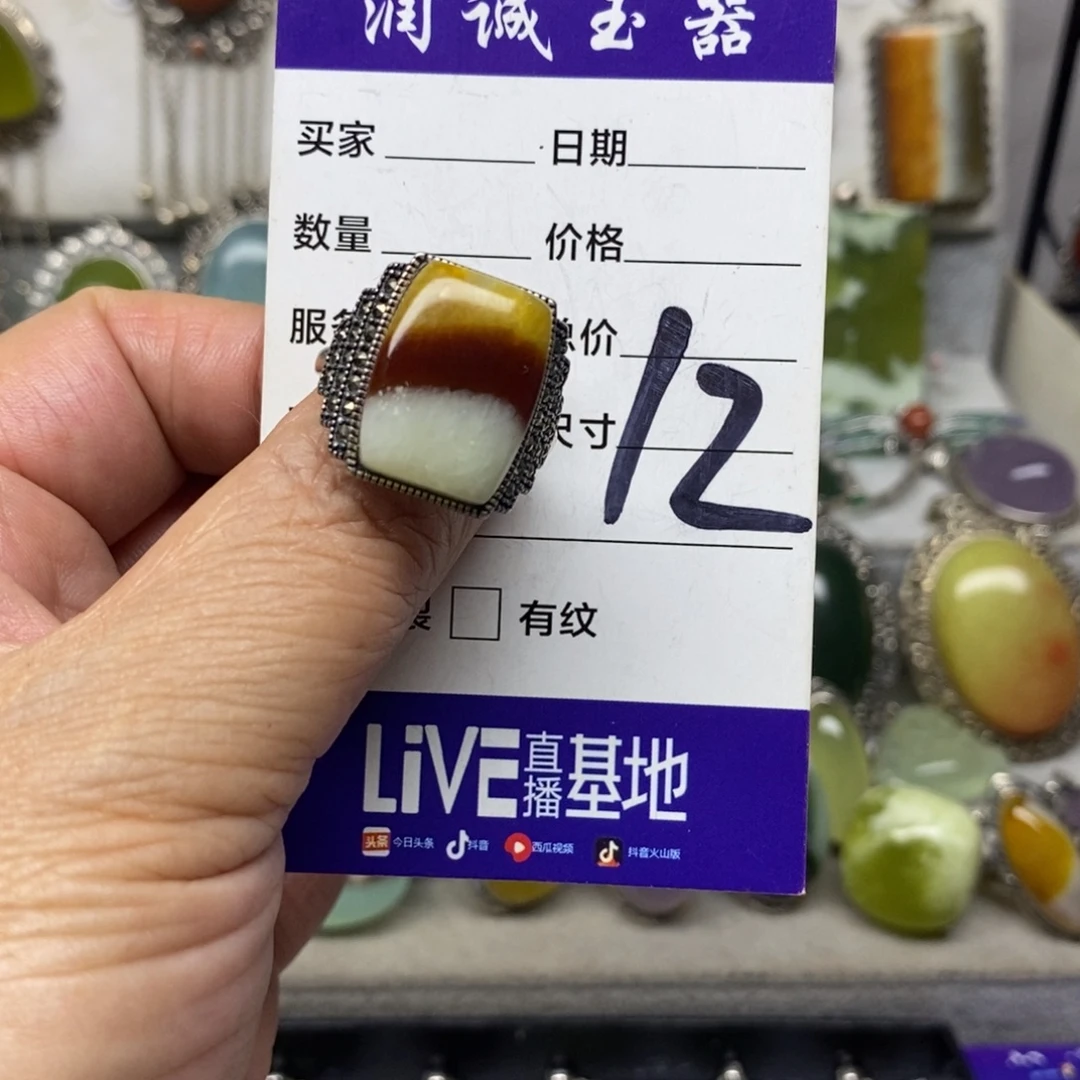 润诚玉器
买家 日期
数量 价格
服 总价
尺寸 12
有纹
LiVE直播基地
头条 今日头条 抖音 西瓜视频 抖音火山版